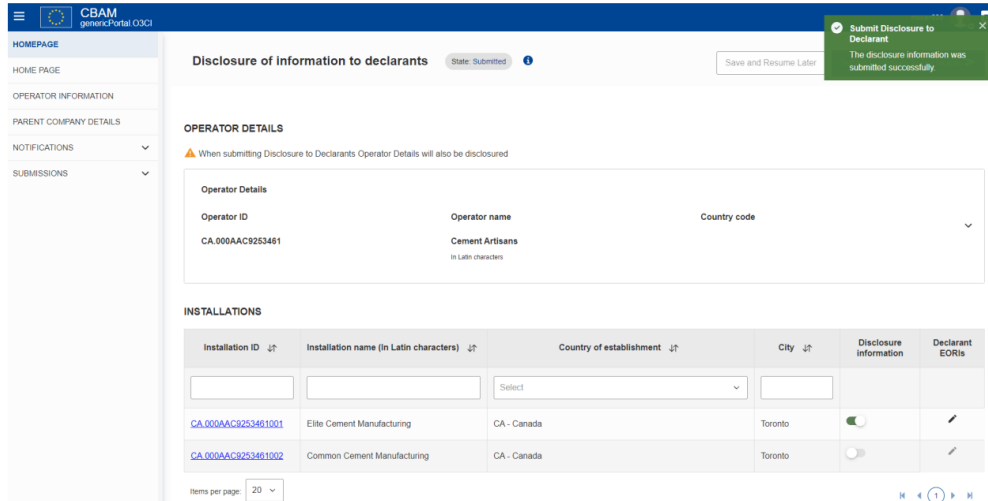 CBAM
genericPortal.O3CI
HOMEPAGE
HOME PAGE
OPERATOR INFORMATION
PARENT COMPANY DETAILS
NOTIFICATIONS
SUBMISSIONS
Disclosure of information to declarants
State: Submitted
Save and Resume Later
Submit Disclosure to
Declarant
The disclosure information was
submitted successfully.
OPERATOR DETAILS
When submitting Disclosure to Declarants Operator Details will also be disclosured
Operator Details
Operator ID Operator name Country code
CA.000AAC9253461 Cement Artisans
In Latin characters
INSTALLATIONS
Installation ID Installation name (In Latin characters) Country of establishment City Disclosure information Declarant EORIs
Select
CA.000AAC9253461001 Elite Cement Manufacturing CA - Canada Toronto
CA.000AAC9253461002 Common Cement Manufacturing CA - Canada Toronto
Items per page: 20 1